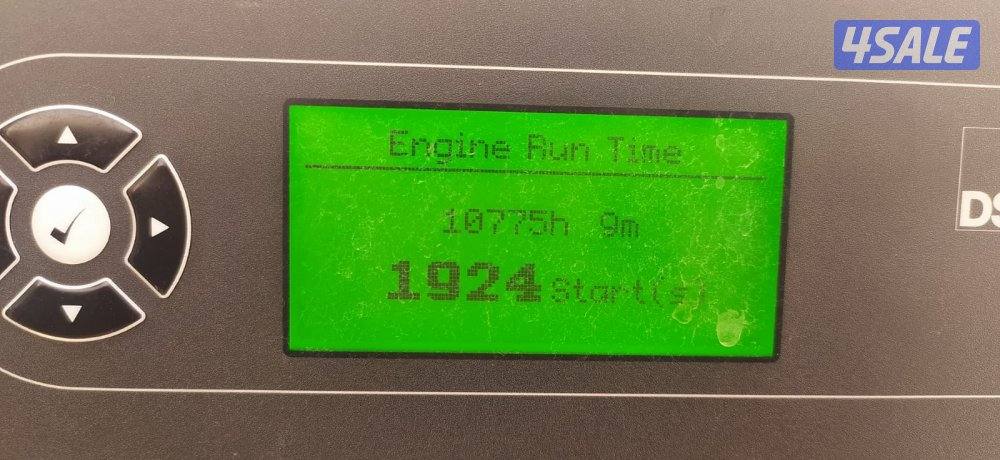 4SALE
Engine Run Time
10775h 9m
1924 Start(s)
DS